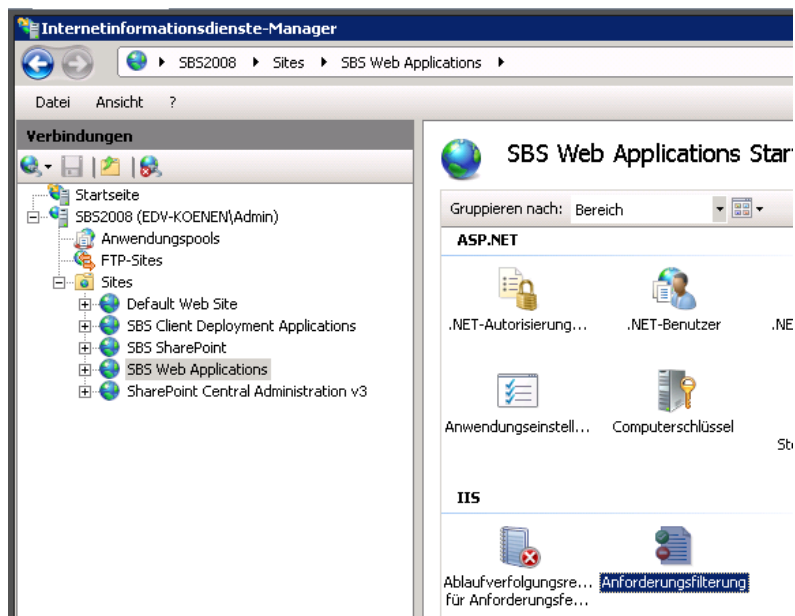 Internetinformationsdienste-Manager
SBS2008 Sites SBS Web Applications
Datei Ansicht ?
Verbindungen
Startseite
SBS2008 (EDV-KOENEN\Admin)
Anwendungspools
FTP-Sites
Sites
Default Web Site
SBS Client Deployment Applications
SBS SharePoint
SBS Web Applications
SharePoint Central Administration v3
SBS Web Applications Star
Gruppieren nach: Bereich
ASP.NET
.NET-Autorisierung... .NET-Benutzer .NE
Anwendungseinstell... Computerschlüssel
St
IIS
Ablaufverfolgungsre... Anforderungsfilterung
für Anforderungsfe...